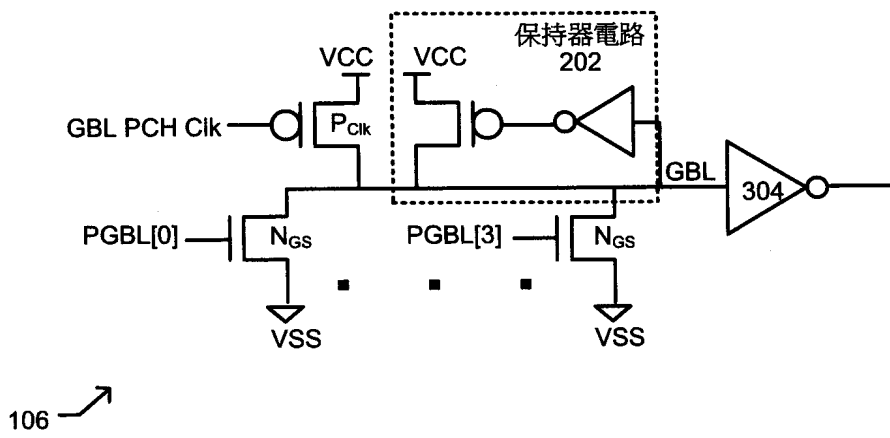 保持器電路
202
VCC
VCC
GBL PCH Clk
PClk
GBL
304
PGBL[0]
NGS
PGBL[3]
NGS
VSS
VSS
106